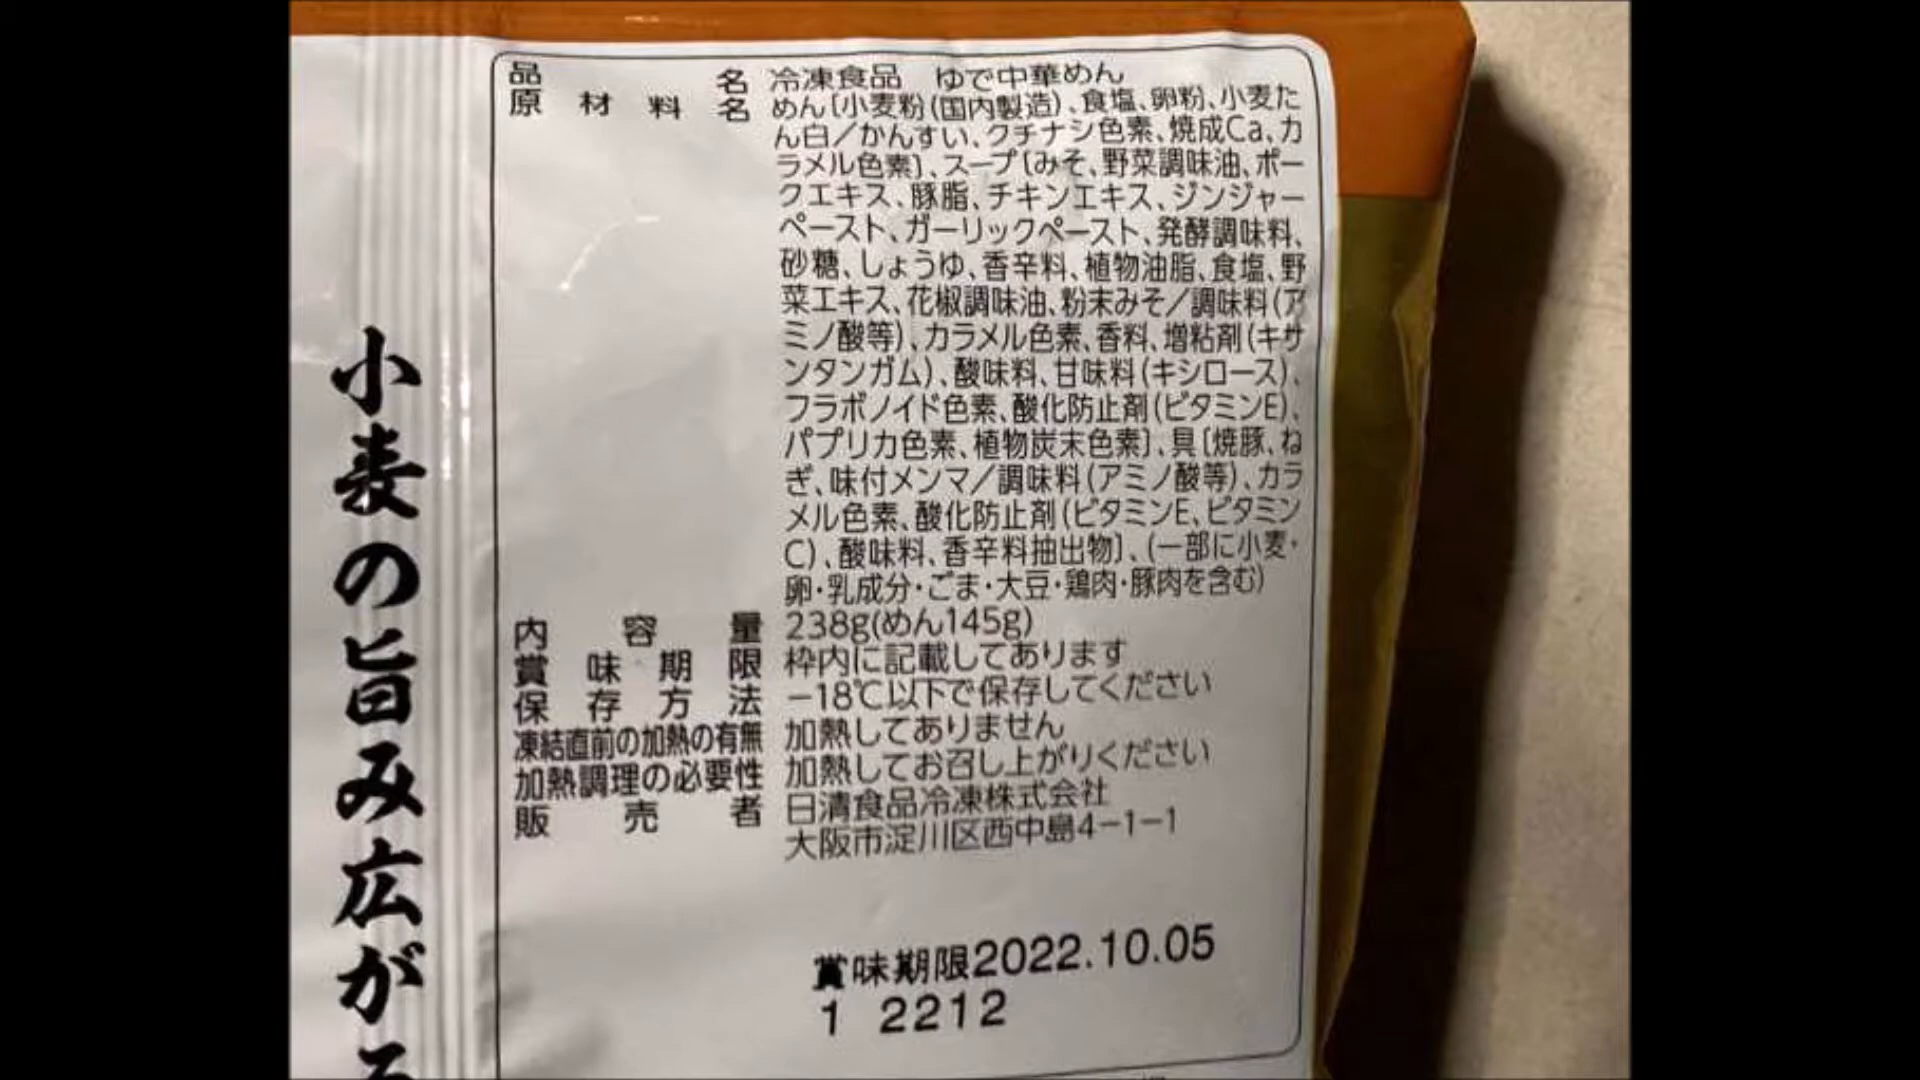 小麦の旨み広がる
品名 冷凍食品 ゆで中華めん
原材料名 めん〔小麦粉(国内製造)、食塩、卵粉、小麦た
ん白／かんすい、クチナシ色素、焼成Ca、カ
ラメル色素〕、スープ〔みそ、野菜調味油、ポー
クエキス、豚脂、チキンエキス、ジンジャー
ペースト、ガーリックペースト、発酵調味料、
砂糖、しょうゆ、香辛料、植物油脂、食塩、野
菜エキス、花椒調味油、粉末みそ／調味料(ア
ミノ酸等)、カラメル色素、香料、増粘剤(キサ
ンタンガム)、酸味料、甘味料(キシロース)、
フラボノイド色素、酸化防止剤(ビタミンE)、
パプリカ色素、植物炭末色素〕、具〔焼豚、ね
ぎ、味付メンマ／調味料(アミノ酸等)、カラ
メル色素、酸化防止剤(ビタミンE、ビタミン
C)、酸味料、香辛料抽出物〕、(一部に小麦・
卵・乳成分・ごま・大豆・鶏肉・豚肉を含む)
内容量 238g(めん145g)
賞味期限 枠内に記載してあります
保存方法 −18℃以下で保存してください
凍結直前の加熱の有無 加熱してありません
加熱調理の必要性 加熱してお召し上がりください
販売者 日清食品冷凍株式会社
大阪市淀川区西中島4−1−1
賞味期限2022.10.05
1 2212